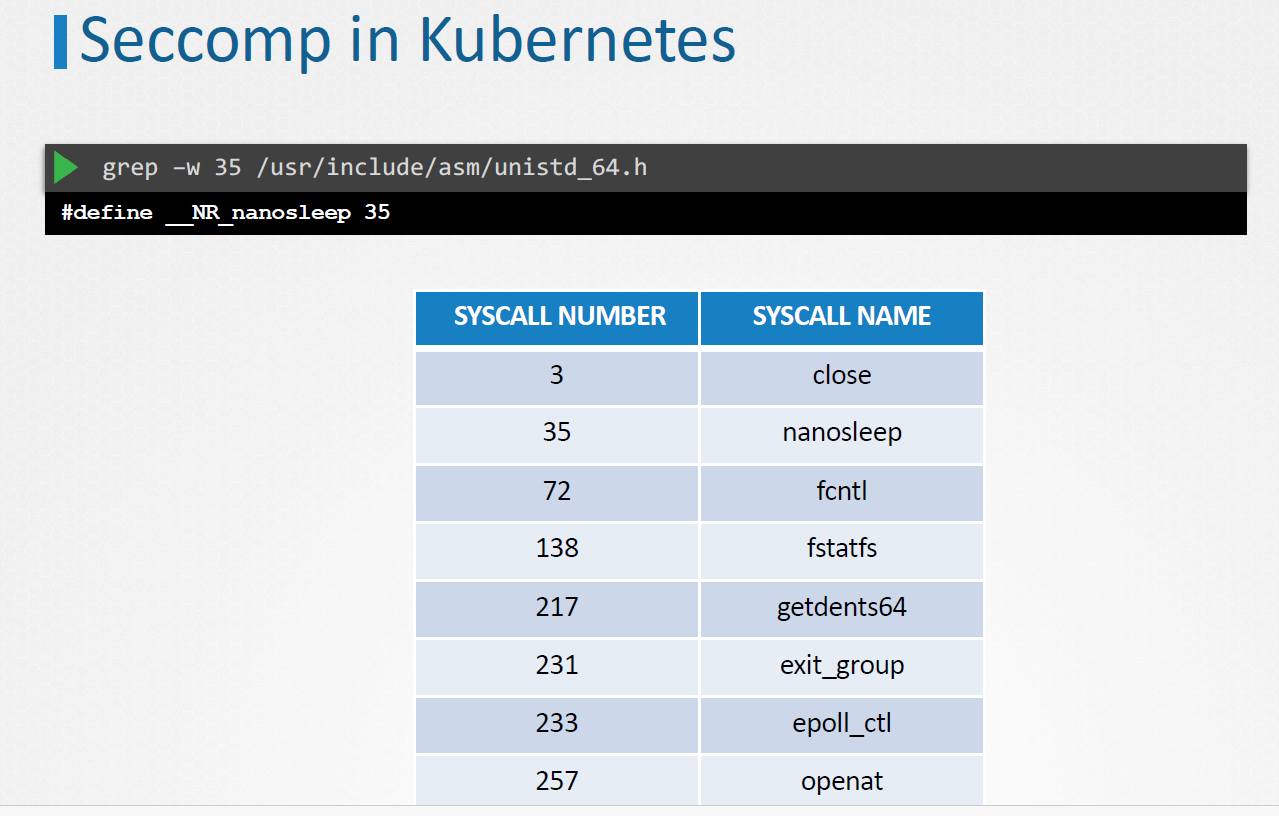 Seccomp in Kubernetes
grep –w 35 /usr/include/asm/unistd_64.h
#define __NR_nanosleep 35
SYSCALL NUMBER SYSCALL NAME
3 close
35 nanosleep
72 fcntl
138 fstatfs
217 getdents64
231 exit_group
233 epoll_ctl
257 openat